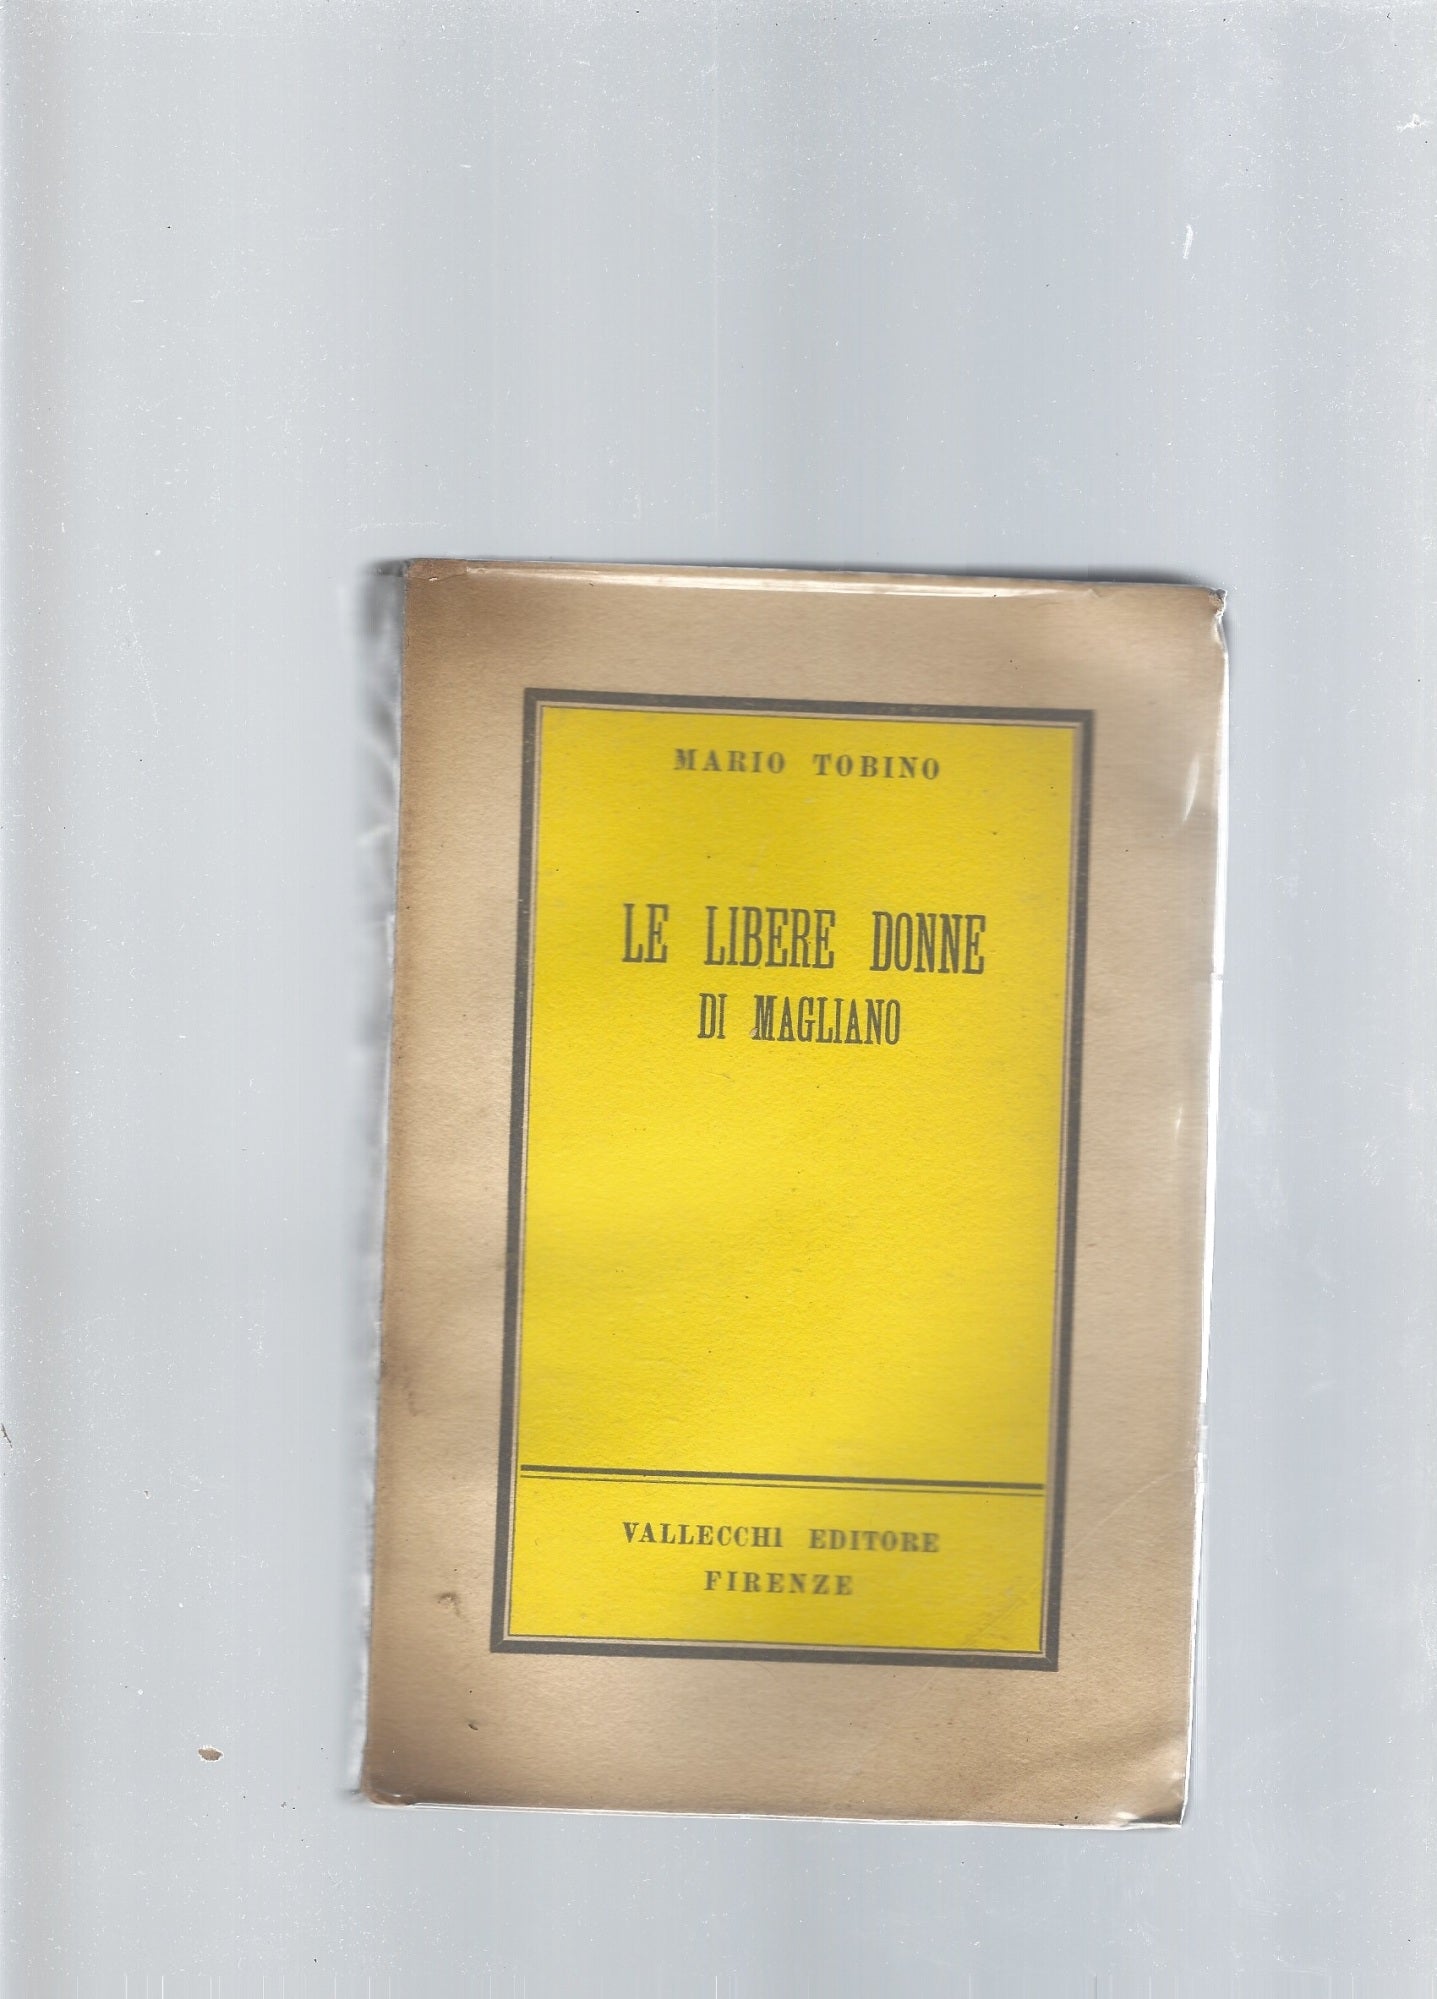 MARIO TOBINO
LE LIBERE DONNE
DI MAGLIANO
VALLECCHI EDITORE
FIRENZE